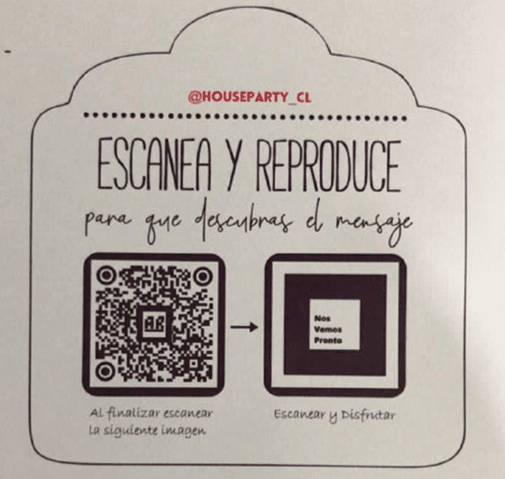 @HOUSEPARTY_CL
ESCANEA Y REPRODUCE
para que descubras el mensaje
AR
Nos
Vemos
Pronto
Al finalizar escanear
la siguiente imagen
Escanear y Disfrutar